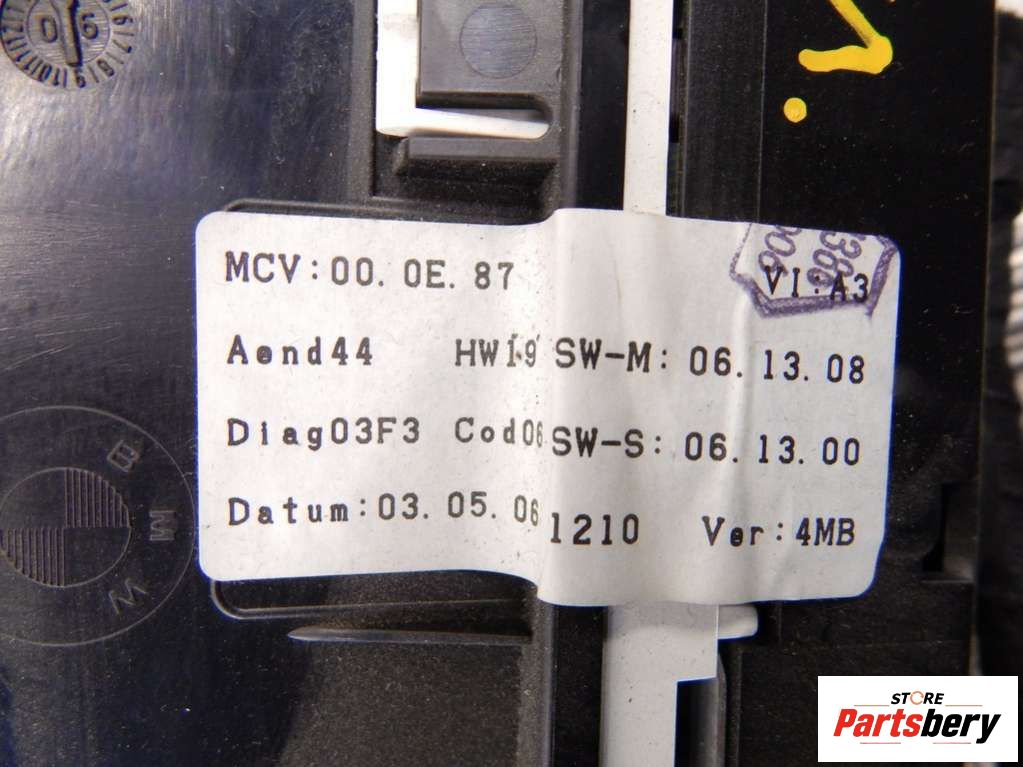 06
MCV:00. 0E. 87
VI:A3
Aend44 HW19 SW-M: 06. 13. 08
Diag03F3 Cod06 SW-S: 06. 13. 00
Datum:03. 05. 06 1210 Ver:4MB
B M W
STORE
Partsbery